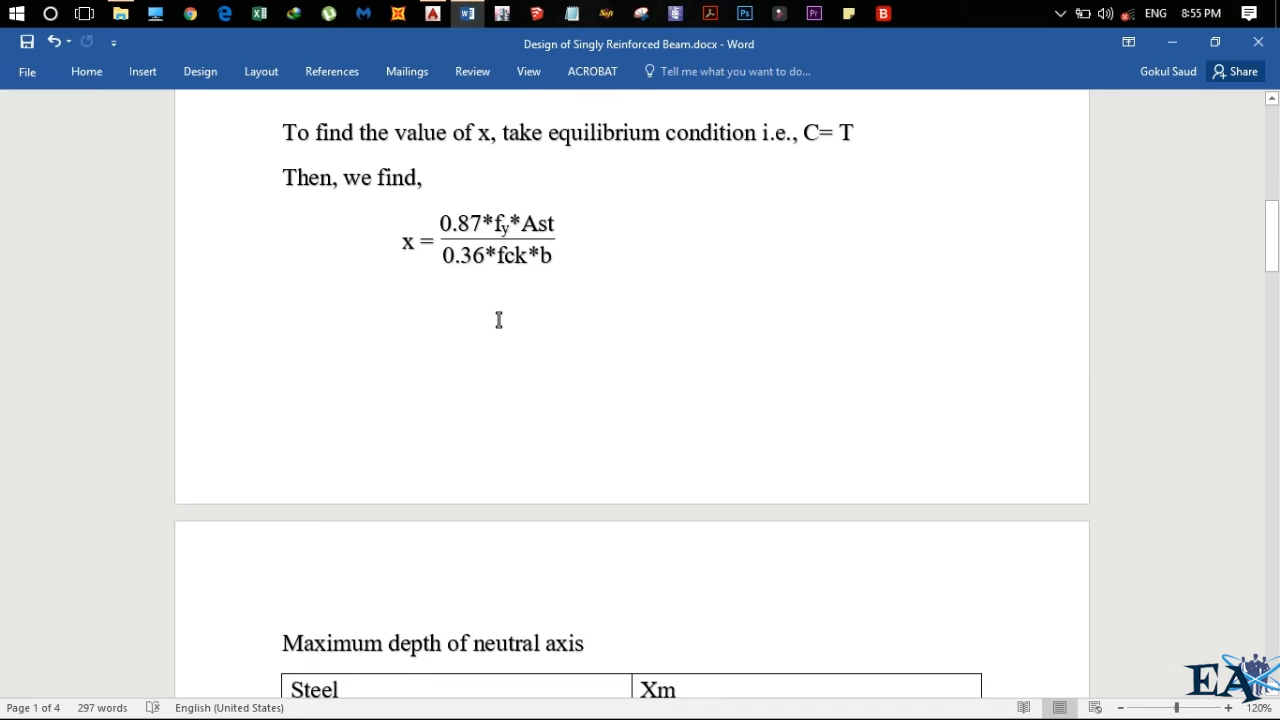 ENG 8:55 PM
Design of Singly Reinforced Beam.docx - Word
File Home Insert Design Layout References Mailings Review View ACROBAT Tell me what you want to do... Gokul Saud Share
To find the value of x, take equilibrium condition i.e., C= T
Then, we find,
x = 0.87*fy*Ast
0.36*fck*b
Maximum depth of neutral axis
Steel Xm
EA
Page 1 of 4 297 words English (United States) 120%